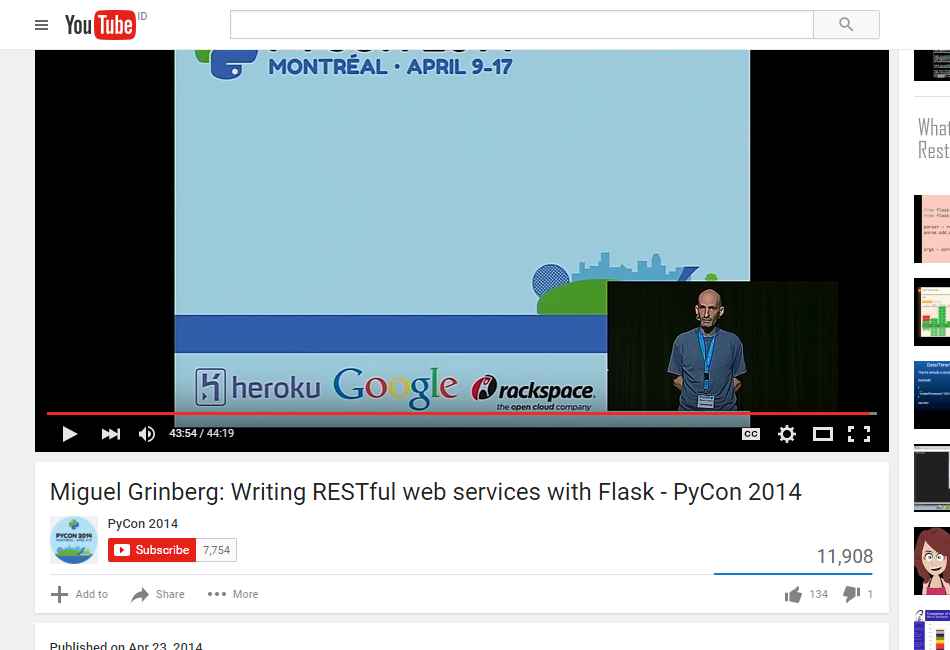 YouTube ID
PYCON 2014
MONTRÉAL • APRIL 9-17
What
Rest
heroku Google rackspace.
the open cloud company
43:54 / 44:19
CC
Miguel Grinberg: Writing RESTful web services with Flask - PyCon 2014
PYCON 2014
PyCon 2014
Subscribe 7,754
11,908
Add to Share More 134 1
Published on Apr 23, 2014